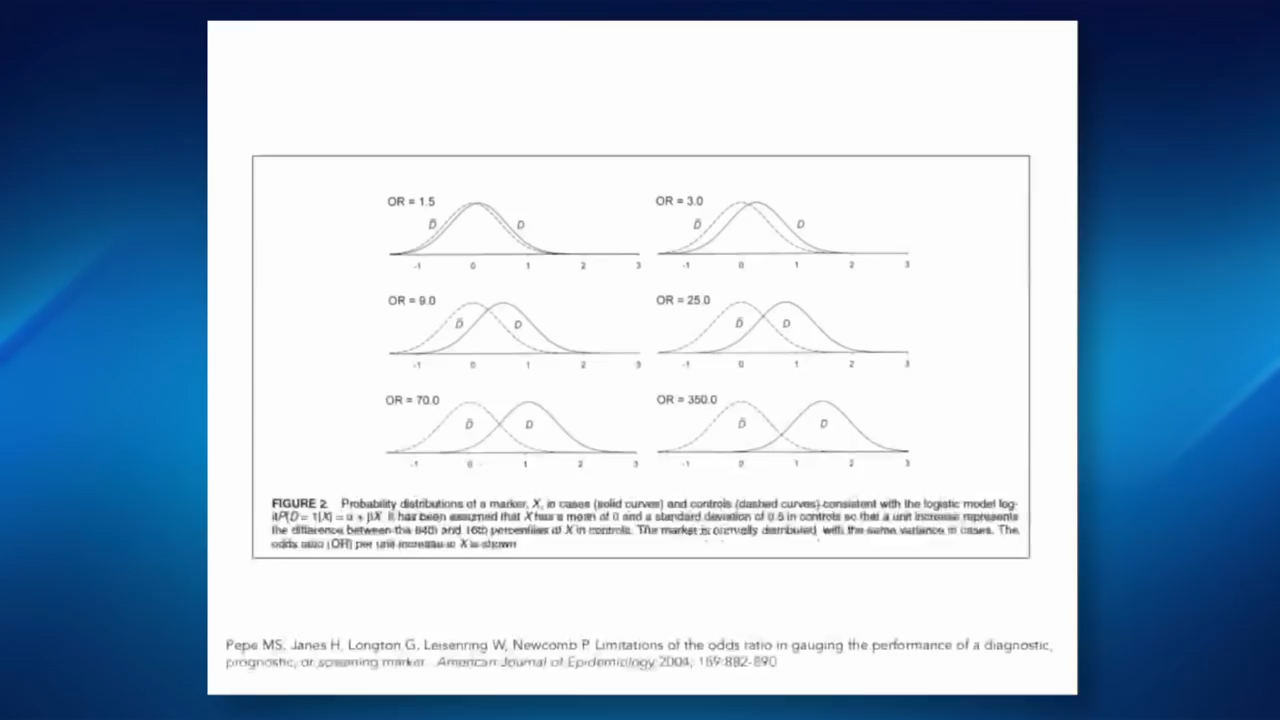 OR = 1.5
D̄
D
-1 0 1 2 3
OR = 3.0
D̄
D
-1 0 1 2 3
OR = 9.0
D̄
D
-1 0 1 2 3
OR = 25.0
D̄
D
-1 0 1 2 3
OR = 70.0
D̄
D
-1 0 1 2 3
OR = 350.0
D̄
D
-1 0 1 2 3
FIGURE 2. Probability distributions of a marker, X, in cases (solid curves) and controls (dashed curves) consistent with the logistic model log-
itP(D = 1|X) = α + βX. It has been assumed that X has a mean of 0 and a standard deviation of 0.5 in controls so that a unit increase represents
the difference between the 84th and 16th percentiles of X in controls. The marker is normally distributed, with the same variance in cases. The
odds ratio (OR) per unit increase in X is shown
Pepe MS, Janes H, Longton G, Leisenring W, Newcomb P. Limitations of the odds ratio in gauging the performance of a diagnostic,
prognostic, or screening marker. American Journal of Epidemiology 2004; 159:882-890